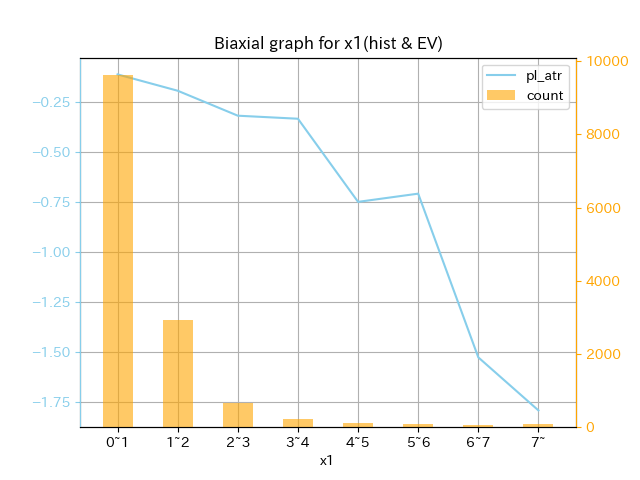 Biaxial graph for x1(hist & EV)
pl_atr
count
−0.25
−0.50
−0.75
−1.00
−1.25
−1.50
−1.75
10000
8000
6000
4000
2000
0
0~1 1~2 2~3 3~4 4~5 5~6 6~7 7~
x1